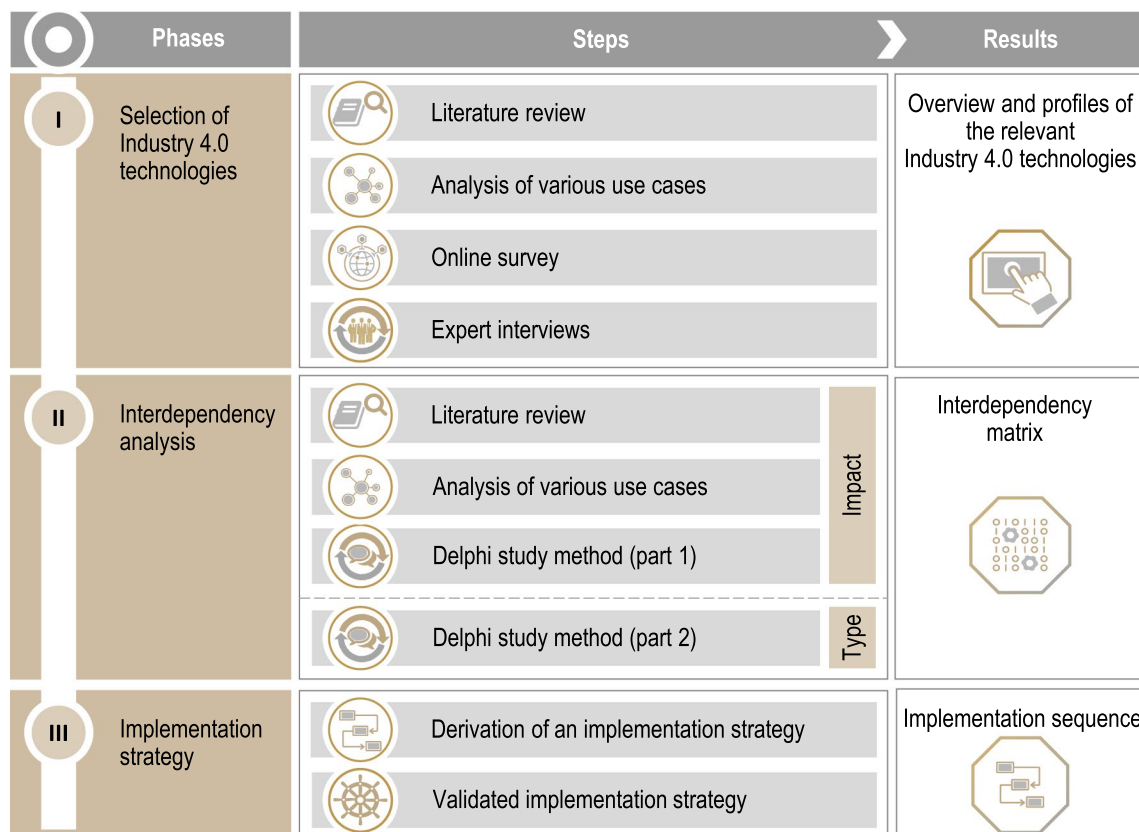 Phases
Steps
Results
I
Selection of
Industry 4.0
technologies
Literature review
Analysis of various use cases
Online survey
Expert interviews
Overview and profiles of
the relevant
Industry 4.0 technologies
II
Interdependency
analysis
Literature review
Analysis of various use cases
Delphi study method (part 1)
Impact
Delphi study method (part 2)
Type
Interdependency
matrix
III
Implementation
strategy
Derivation of an implementation strategy
Validated implementation strategy
Implementation sequence